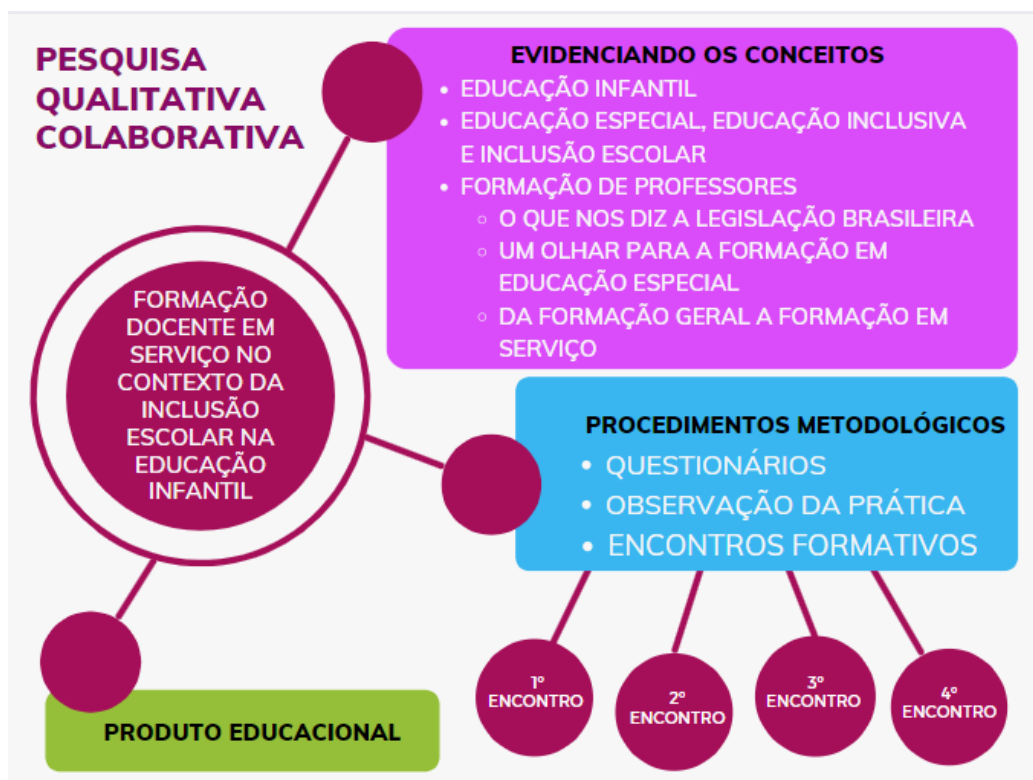 PESQUISA
QUALITATIVA
COLABORATIVA
EVIDENCIANDO OS CONCEITOS
• EDUCAÇÃO INFANTIL
• EDUCAÇÃO ESPECIAL, EDUCAÇÃO INCLUSIVA
E INCLUSÃO ESCOLAR
• FORMAÇÃO DE PROFESSORES
◦ O QUE NOS DIZ A LEGISLAÇÃO BRASILEIRA
◦ UM OLHAR PARA A FORMAÇÃO EM
EDUCAÇÃO ESPECIAL
◦ DA FORMAÇÃO GERAL A FORMAÇÃO EM
SERVIÇO
FORMAÇÃO
DOCENTE EM
SERVIÇO NO
CONTEXTO DA
INCLUSÃO
ESCOLAR NA
EDUCAÇÃO
INFANTIL
PROCEDIMENTOS METODOLÓGICOS
• QUESTIONÁRIOS
• OBSERVAÇÃO DA PRÁTICA
• ENCONTROS FORMATIVOS
1º
ENCONTRO
2º
ENCONTRO
3º
ENCONTRO
4º
ENCONTRO
PRODUTO EDUCACIONAL